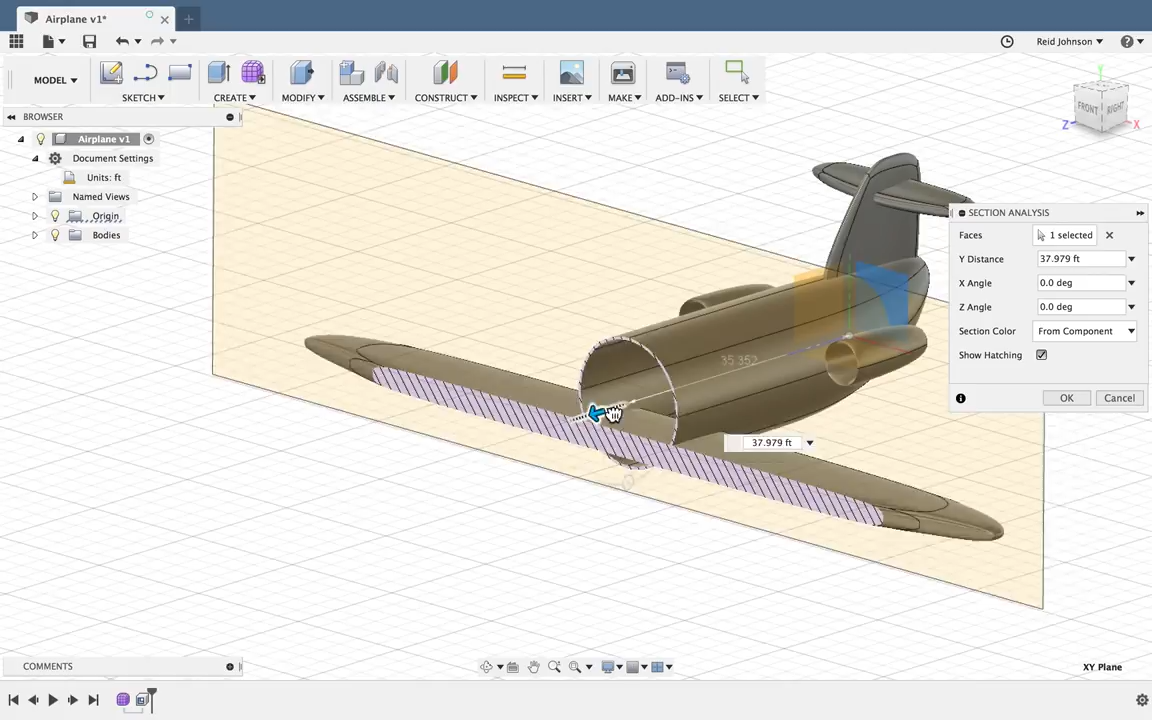 Airplane v1*
Reid Johnson
MODEL
SKETCH
CREATE
MODIFY
ASSEMBLE
CONSTRUCT
INSPECT
INSERT
MAKE
ADD-INS
SELECT
BROWSER
Airplane v1
Document Settings
Units: ft
Named Views
Origin
Bodies
FRONT
RIGHT
Y
Z
X
SECTION ANALYSIS
Faces
1 selected
Y Distance
37.979 ft
X Angle
0.0 deg
Z Angle
0.0 deg
Section Color
From Component
Show Hatching
OK
Cancel
35.352
37.979 ft
0
COMMENTS
XY Plane